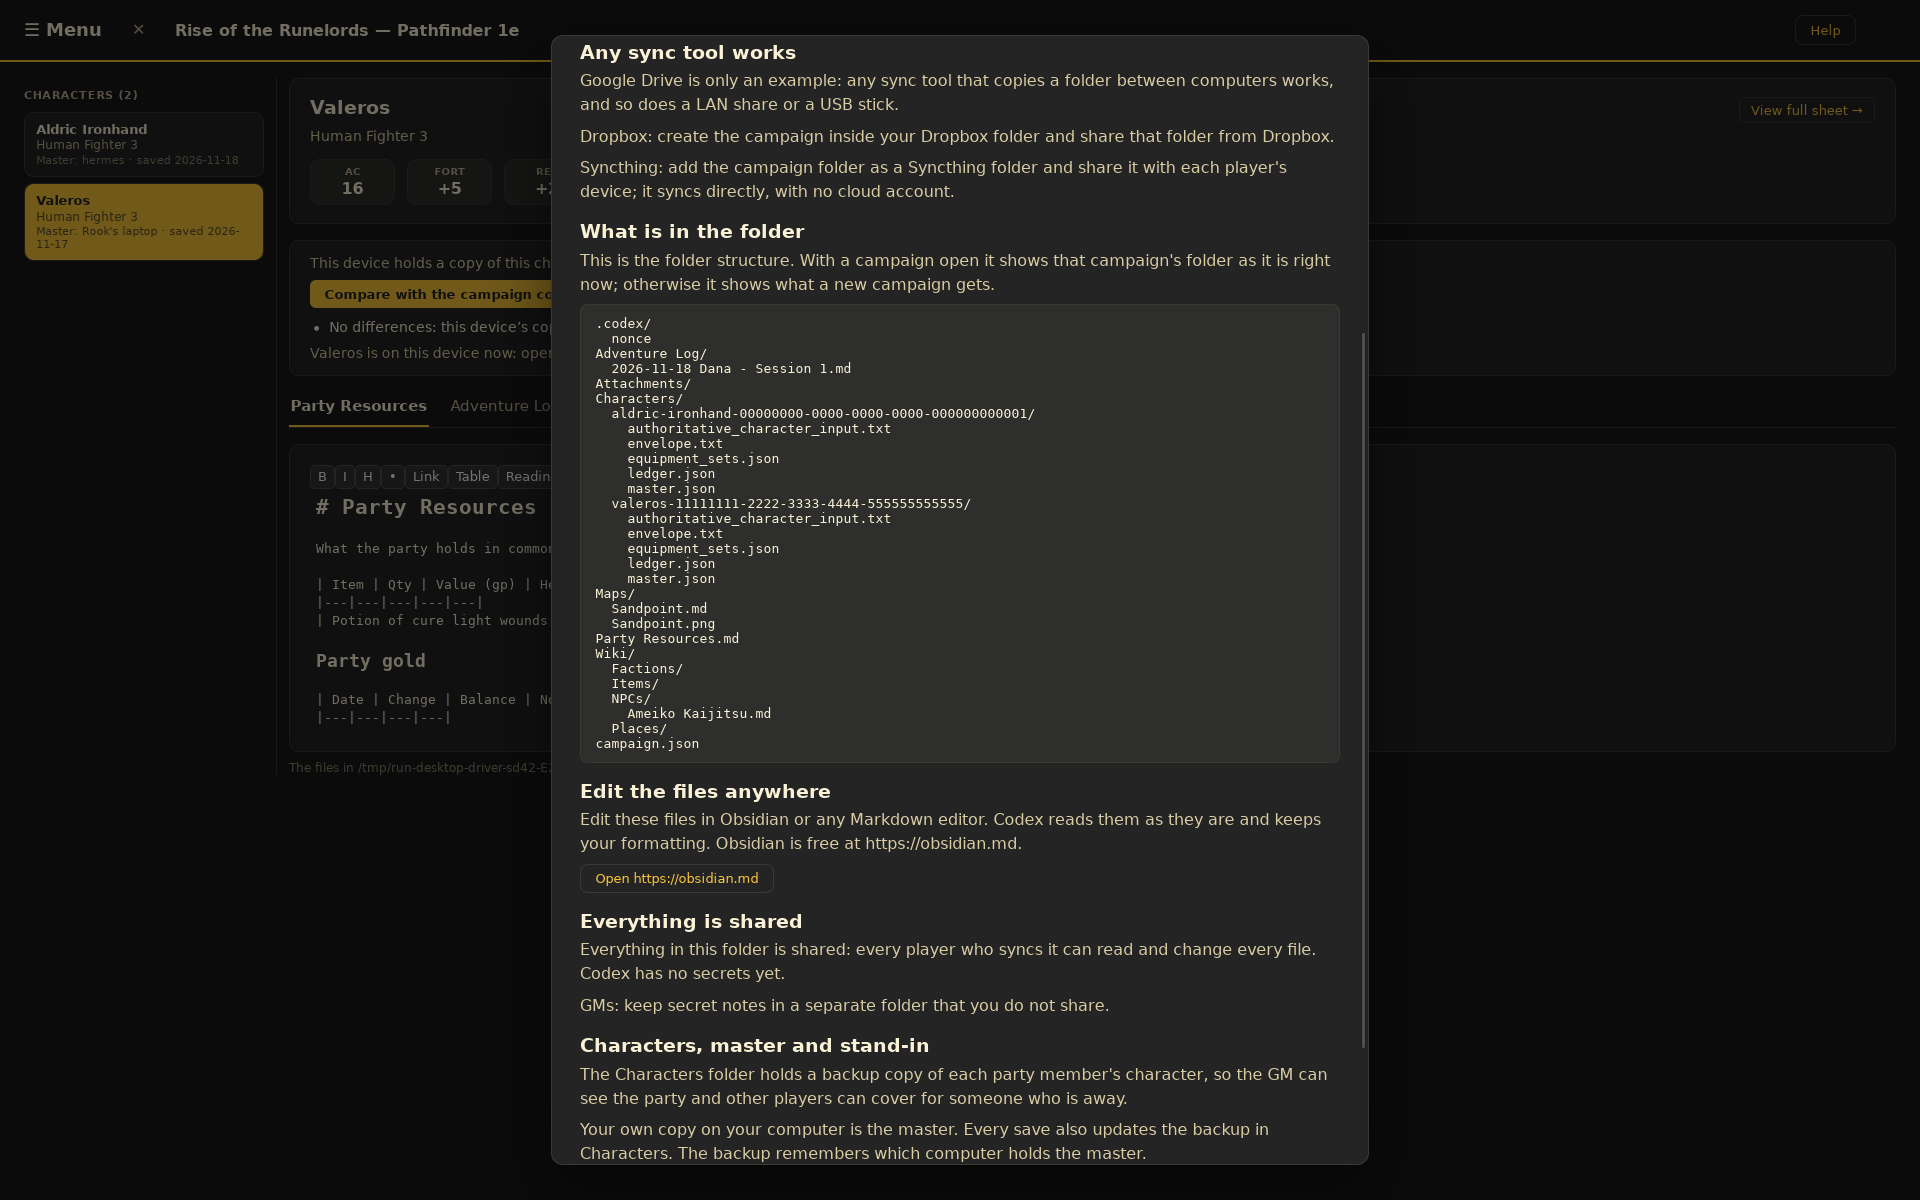 ☰ Menu
×
Rise of the Runelords — Pathfinder 1e
Help
CHARACTERS (2)
Aldric Ironhand
Human Fighter 3
Master: hermes · saved 2026-11-18
Valeros
Human Fighter 3
Master: Rook's laptop · saved 2026-
11-17
Valeros
Human Fighter 3
View full sheet →
AC
16
FORT
+5
This device holds a copy of this
Compare with the campaign
• No differences: this device’s
Valeros is on this device now:
Party Resources
Adventure
B I H • Link Table
# Party Resources
What the party holds in common
| Item | Qty | Value (gp) |
|---|---|---|---|---|
| Potion of cure light wounds
Party gold
| Date | Change | Balance |
|---|---|---|---|
The files in
Any sync tool works
Google Drive is only an example: any sync tool that copies a folder between computers works,
and so does a LAN share or a USB stick.
Dropbox: create the campaign inside your Dropbox folder and share that folder from Dropbox.
Syncthing: add the campaign folder as a Syncthing folder and share it with each player's
device; it syncs directly, with no cloud account.
What is in the folder
This is the folder structure. With a campaign open it shows that campaign's folder as it is right
now; otherwise it shows what a new campaign gets.
.codex/
nonce
Adventure Log/
2026-11-18 Dana - Session 1.md
Attachments/
Characters/
aldric-ironhand-00000000-0000-0000-0000-000000000001/
authoritative_character_input.txt
envelope.txt
equipment_sets.json
ledger.json
master.json
valeros-11111111-2222-3333-4444-555555555555/
authoritative_character_input.txt
envelope.txt
equipment_sets.json
ledger.json
master.json
Maps/
Sandpoint.md
Sandpoint.png
Party Resources.md
Wiki/
Factions/
Items/
NPCs/
Ameiko Kaijitsu.md
Places/
campaign.json
Edit the files anywhere
Edit these files in Obsidian or any Markdown editor. Codex reads them as they are and keeps
your formatting. Obsidian is free at https://obsidian.md.
Open https://obsidian.md
Everything is shared
Everything in this folder is shared: every player who syncs it can read and change every file.
Codex has no secrets yet.
GMs: keep secret notes in a separate folder that you do not share.
Characters, master and stand-in
The Characters folder holds a backup copy of each party member's character, so the GM can
see the party and other players can cover for someone who is away.
Your own copy on your computer is the master. Every save also updates the backup in
Characters. The backup remembers which computer holds the master.